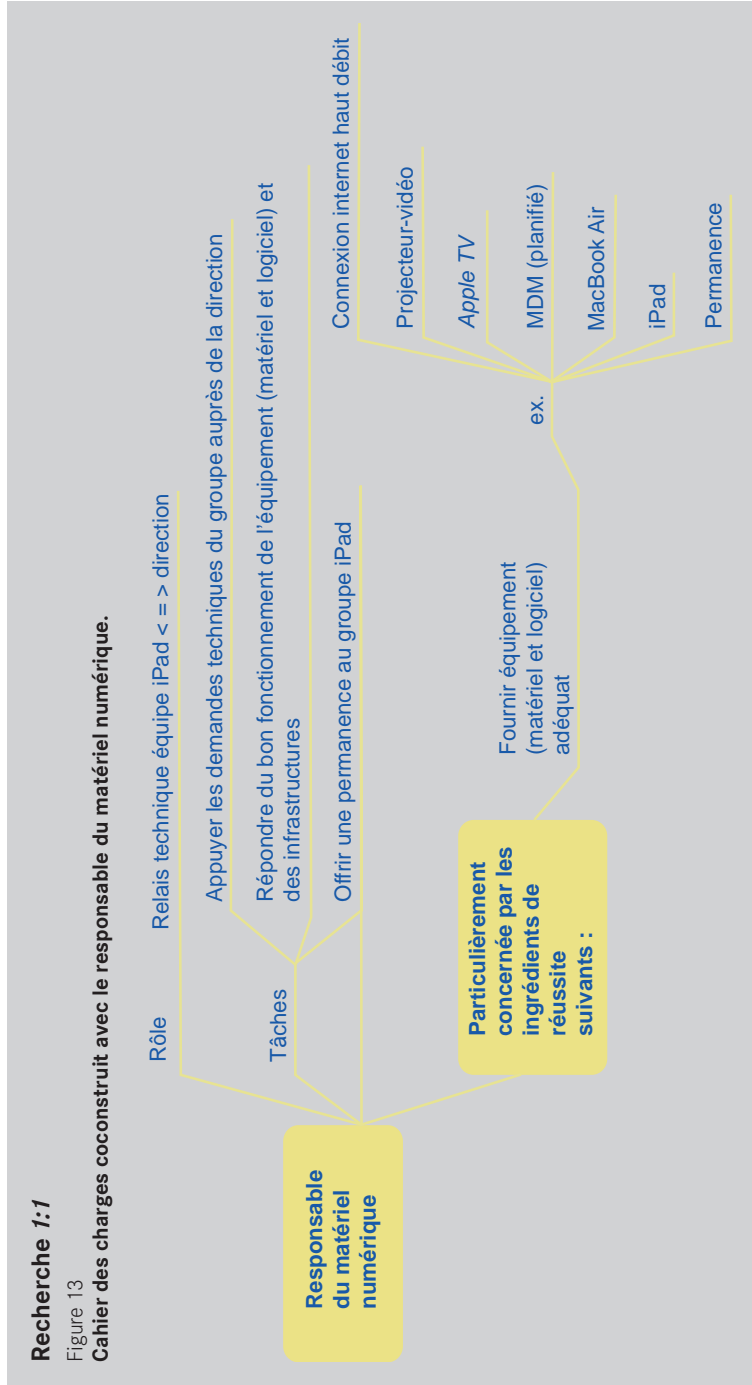 Recherche 1:1
Figure 13
Cahier des charges coconstruit avec le responsable du matériel numérique.
Responsable
du matériel
numérique
Rôle
Relais technique équipe iPad < = > direction
Tâches
Appuyer les demandes techniques du groupe auprès de la direction
Répondre du bon fonctionnement de l'équipement (matériel et logiciel) et
des infrastructures
Offrir une permanence au groupe iPad
Particulièrement
concernée par les
ingrédients de
réussite
suivants :
Fournir équipement
(matériel et logiciel)
adéquat
ex.
Connexion internet haut débit
Projecteur-vidéo
Apple TV
MDM (planifié)
MacBook Air
iPad
Permanence